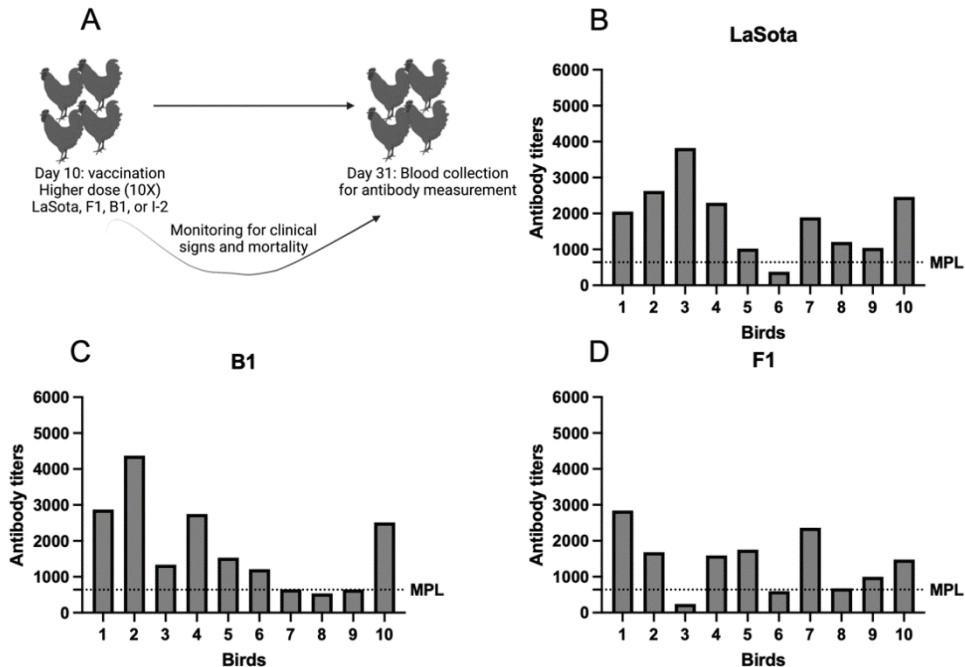 A
Day 10: vaccination
Higher dose (10X)
LaSota, F1, B1, or I-2
Day 31: Blood collection
for antibody measurement
Monitoring for clinical
signs and mortality
B
LaSota
Antibody titers
6000
5000
4000
3000
2000
1000
0
MPL
1 2 3 4 5 6 7 8 9 10
Birds
C
B1
Antibody titers
6000
5000
4000
3000
2000
1000
0
MPL
1 2 3 4 5 6 7 8 9 10
Birds
D
F1
Antibody titers
6000
5000
4000
3000
2000
1000
0
MPL
1 2 3 4 5 6 7 8 9 10
Birds